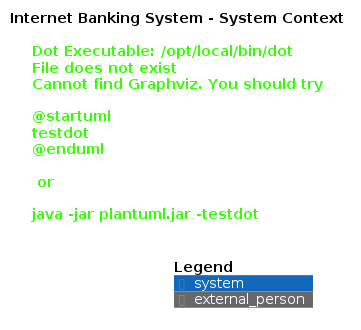 Internet Banking System - System Context
Dot Executable: /opt/local/bin/dot
File does not exist
Cannot find Graphviz. You should try
@startuml
testdot
@enduml
or
java -jar plantuml.jar -testdot
Legend
system
external_person